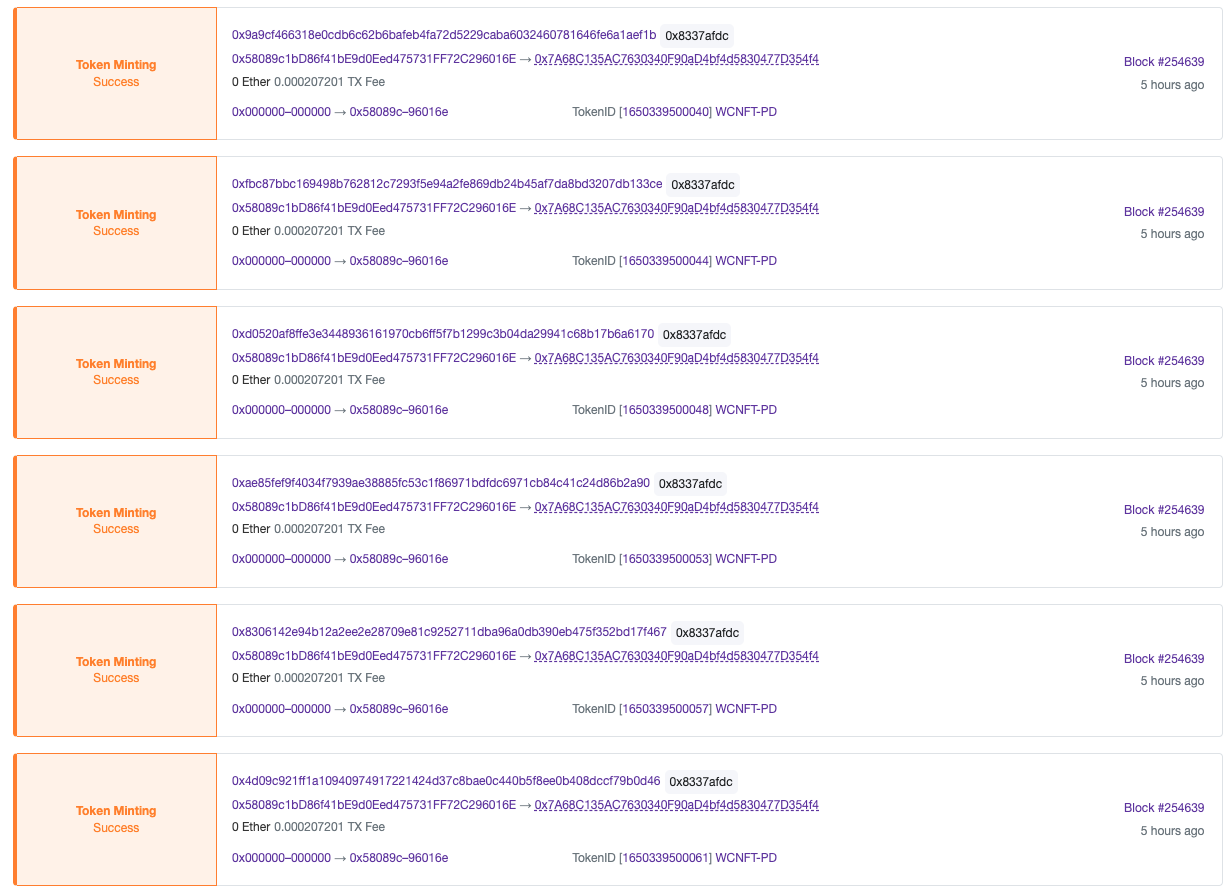 Token Minting
Success
0x9a9cf466318e0cdb6c62b6bafeb4fa72d5229caba6032460781646fe6a1aef1b 0x8337afdc
0x58089c1bD86f41bE9d0Eed475731FF72C296016E → 0x7A68C135AC7630340F90aD4bf4d5830477D354f4
0 Ether 0.000207201 TX Fee
0x000000–000000 → 0x58089c–96016e TokenID [1650339500040] WCNFT-PD
Block #254639
5 hours ago
Token Minting
Success
0xfbc87bbc169498b762812c7293f5e94a2fe869db24b45af7da8bd3207db133ce 0x8337afdc
0x58089c1bD86f41bE9d0Eed475731FF72C296016E → 0x7A68C135AC7630340F90aD4bf4d5830477D354f4
0 Ether 0.000207201 TX Fee
0x000000–000000 → 0x58089c–96016e TokenID [1650339500044] WCNFT-PD
Block #254639
5 hours ago
Token Minting
Success
0xd0520af8ffe3e3448936161970cb6ff5f7b1299c3b04da29941c68b17b6a6170 0x8337afdc
0x58089c1bD86f41bE9d0Eed475731FF72C296016E → 0x7A68C135AC7630340F90aD4bf4d5830477D354f4
0 Ether 0.000207201 TX Fee
0x000000–000000 → 0x58089c–96016e TokenID [1650339500048] WCNFT-PD
Block #254639
5 hours ago
Token Minting
Success
0xae85fef9f4034f7939ae38885fc53c1f86971bdfdc6971cb84c41c24d86b2a90 0x8337afdc
0x58089c1bD86f41bE9d0Eed475731FF72C296016E → 0x7A68C135AC7630340F90aD4bf4d5830477D354f4
0 Ether 0.000207201 TX Fee
0x000000–000000 → 0x58089c–96016e TokenID [1650339500053] WCNFT-PD
Block #254639
5 hours ago
Token Minting
Success
0x8306142e94b12a2ee2e28709e81c9252711dba96a0db390eb475f352bd17f467 0x8337afdc
0x58089c1bD86f41bE9d0Eed475731FF72C296016E → 0x7A68C135AC7630340F90aD4bf4d5830477D354f4
0 Ether 0.000207201 TX Fee
0x000000–000000 → 0x58089c–96016e TokenID [1650339500057] WCNFT-PD
Block #254639
5 hours ago
Token Minting
Success
0x4d09c921ff1a10940974917221424d37c8bae0c440b5f8ee0b408dccf79b0d46 0x8337afdc
0x58089c1bD86f41bE9d0Eed475731FF72C296016E → 0x7A68C135AC7630340F90aD4bf4d5830477D354f4
0 Ether 0.000207201 TX Fee
0x000000–000000 → 0x58089c–96016e TokenID [1650339500061] WCNFT-PD
Block #254639
5 hours ago